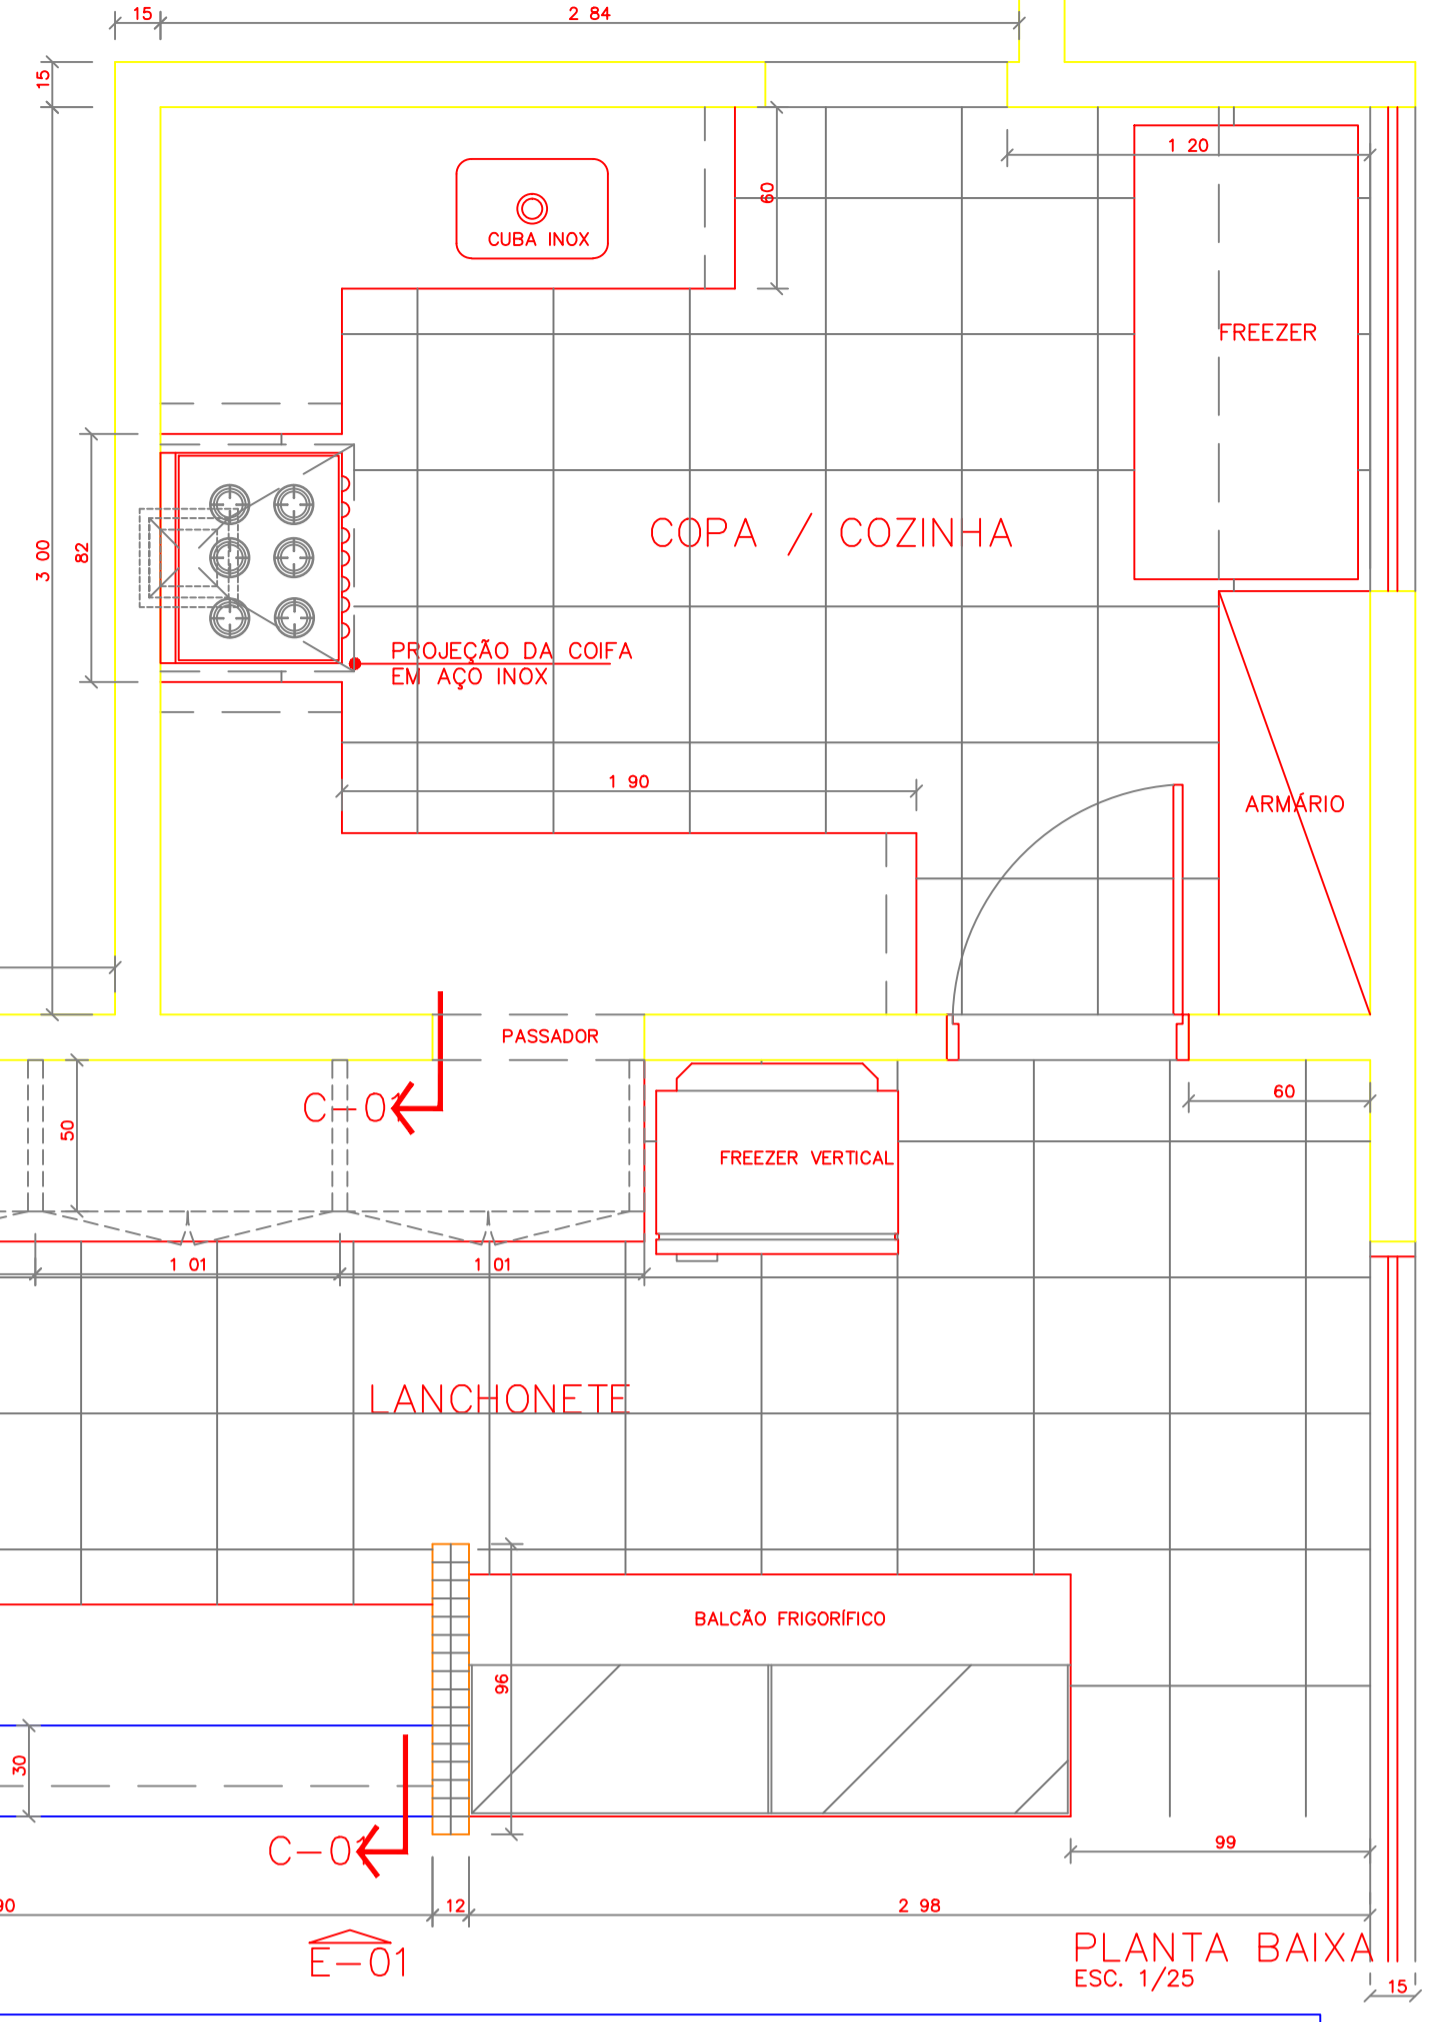 15
2 84
15
1 20
60
CUBA INOX
FREEZER
COPA / COZINHA
82
3 00
PROJEÇÃO DA COIFA
EM AÇO INOX
1 90
ARMÁRIO
PASSADOR
C-01
60
50
FREEZER VERTICAL
1 01
1 01
LANCHONETE
BALCÃO FRIGORÍFICO
96
30
C-01
99
90
12
2 98
E-01
PLANTA BAIXA
ESC. 1/25
15